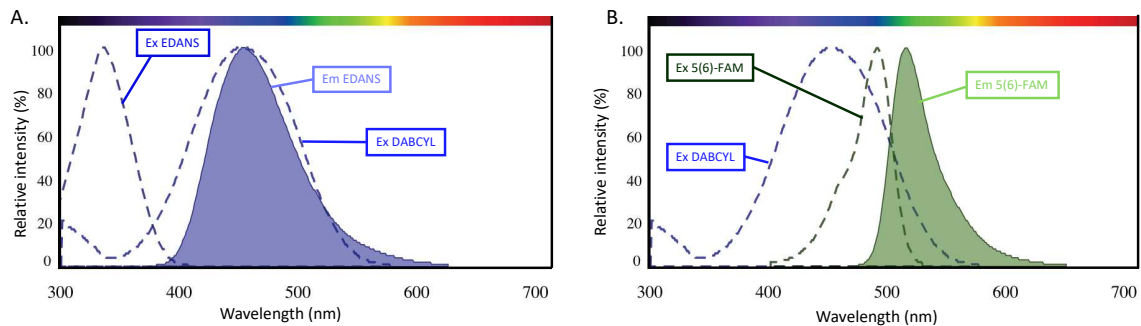 A.
Ex EDANS
Em EDANS
Ex DABCYL
Relative intensity (%)
100
80
60
40
20
0
300 400 500 600 700
Wavelength (nm)
B.
Ex 5(6)-FAM
Em 5(6)-FAM
Ex DABCYL
Relative intensity (%)
100
80
60
40
20
0
300 400 500 600 700
Wavelength (nm)